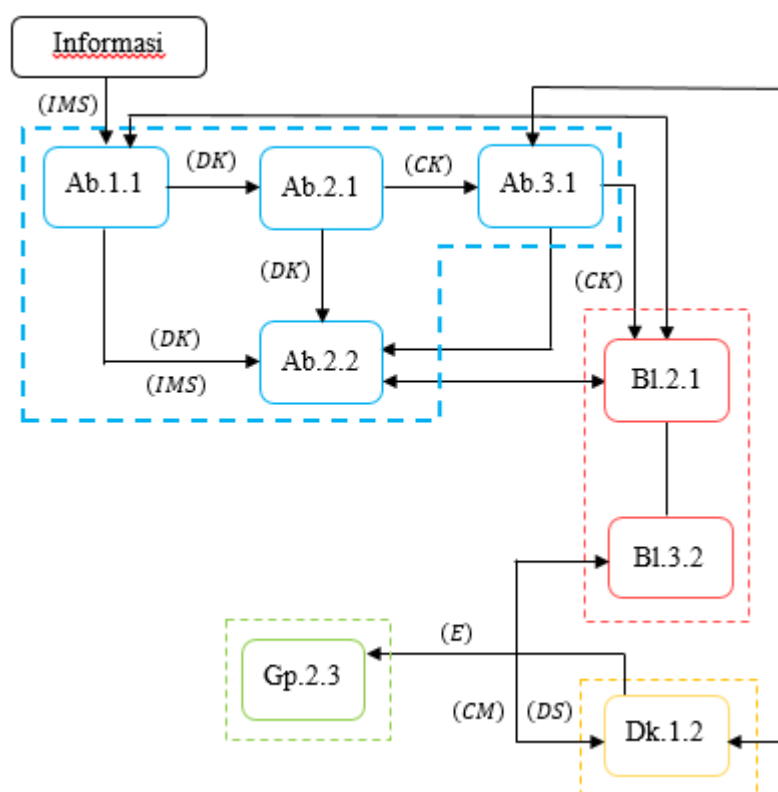 Informasi
(IMS)
Ab.1.1
(DK)
Ab.2.1
(CK)
Ab.3.1
(DK)
(CK)
(DK)
(IMS)
Ab.2.2
Bl.2.1
Bl.3.2
(E)
Gp.2.3
(CM)
(DS)
Dk.1.2